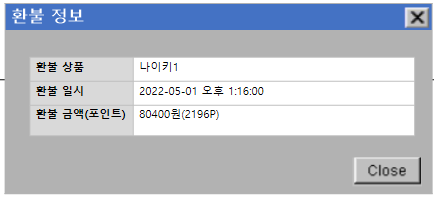 환불 정보
환불 상품 나이키1
환불 일시 2022-05-01 오후 1:16:00
환불 금액(포인트) 80400원(2196P)
Close